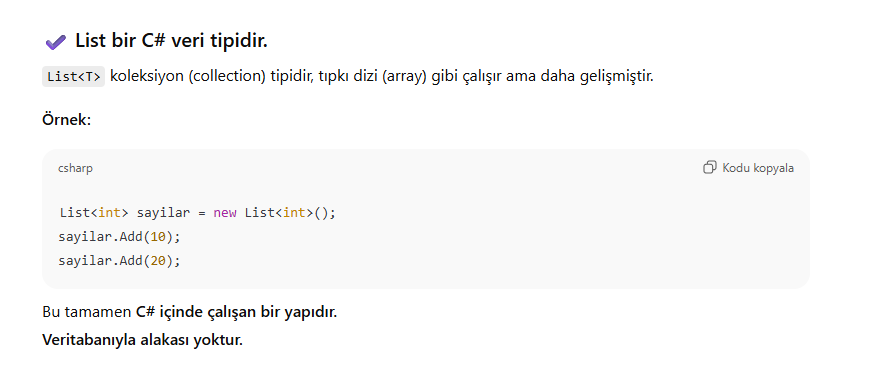 ✔ List bir C# veri tipidir.
List<T> koleksiyon (collection) tipidir, tıpkı dizi (array) gibi çalışır ama daha gelişmiştir.
Örnek:
csharp
Kodu kopyala
List<int> sayilar = new List<int>();
sayilar.Add(10);
sayilar.Add(20);
Bu tamamen C# içinde çalışan bir yapıdır.
Veritabanıyla alakası yoktur.